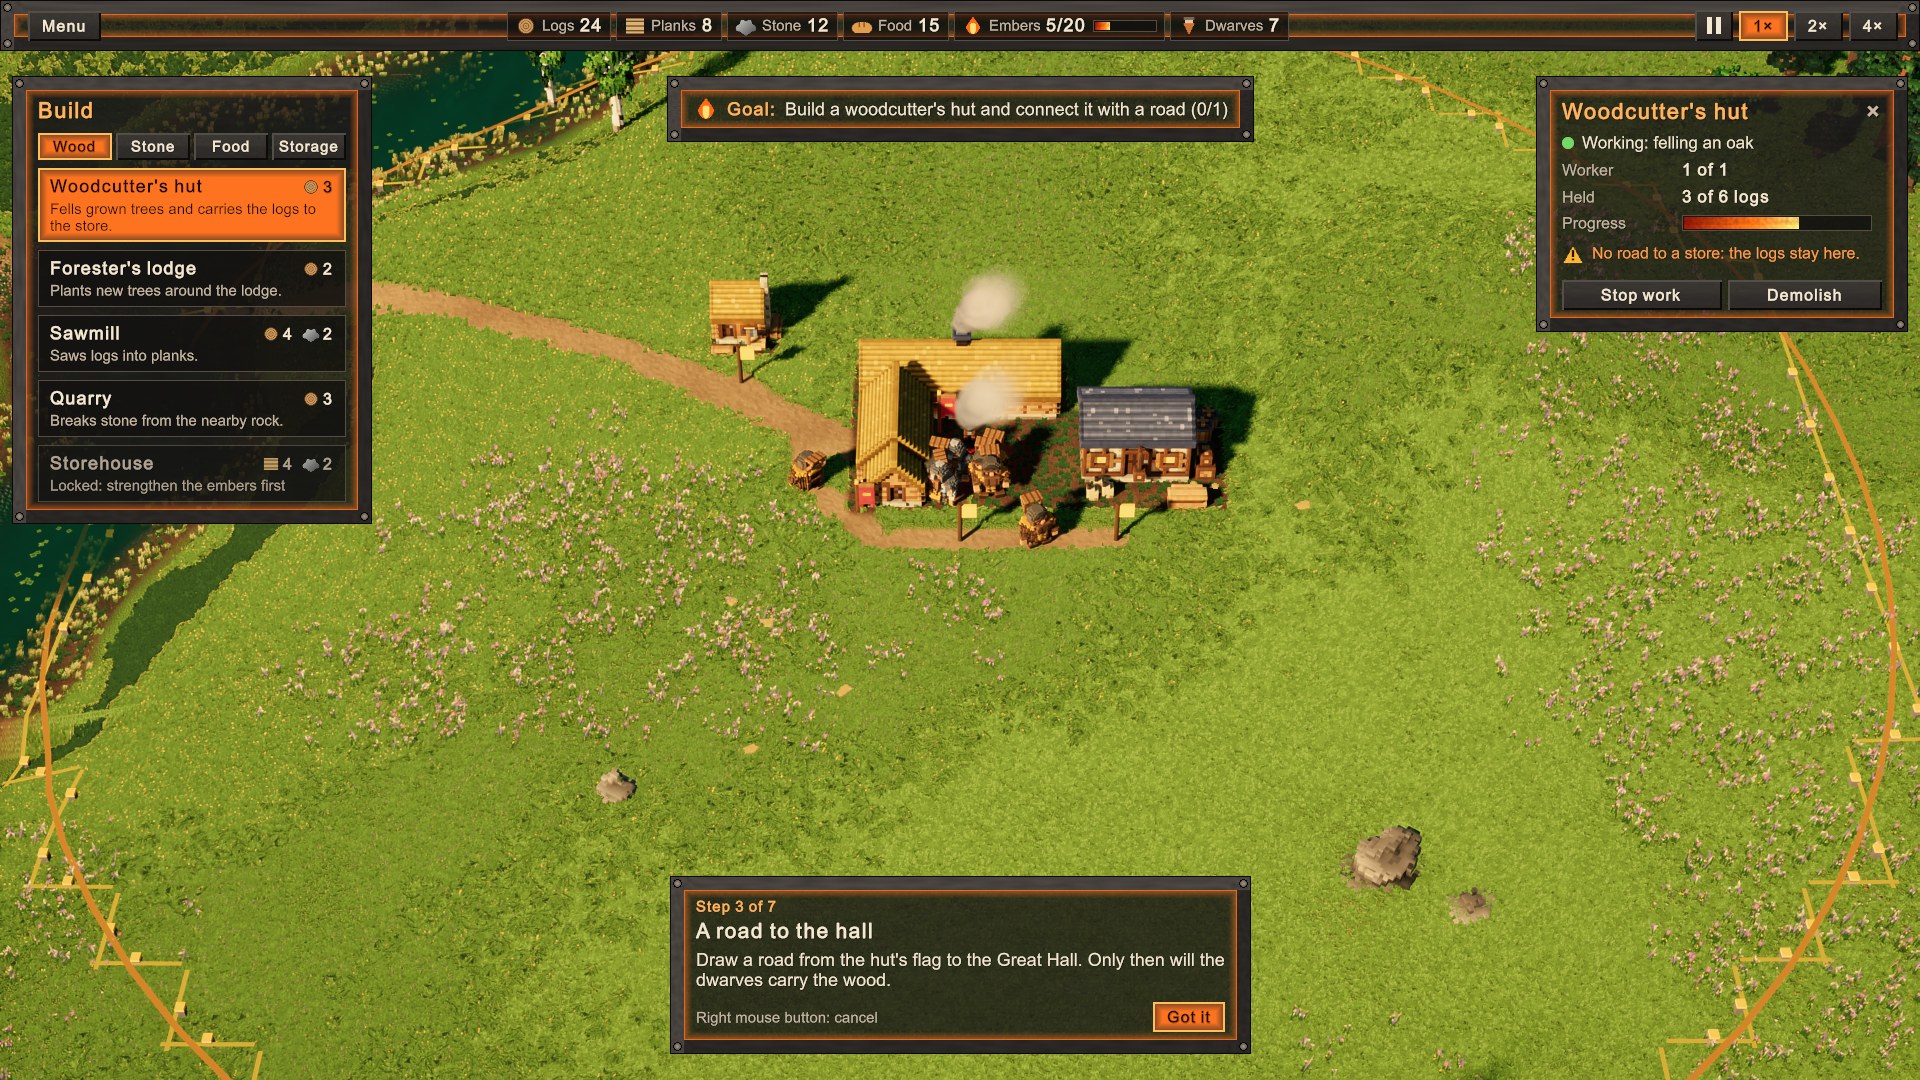 Menu
Logs 24
Planks 8
Stone 12
Food 15
Embers 5/20
Dwarves 7
1×
2×
4×
Build
Wood
Stone
Food
Storage
Woodcutter's hut 3
Fells grown trees and carries the logs to
the store.
Forester's lodge 2
Plants new trees around the lodge.
Sawmill 4 2
Saws logs into planks.
Quarry 3
Breaks stone from the nearby rock.
Storehouse 4 2
Locked: strengthen the embers first
Goal: Build a woodcutter's hut and connect it with a road (0/1)
Woodcutter's hut ×
Working: felling an oak
Worker 1 of 1
Held 3 of 6 logs
Progress
No road to a store: the logs stay here.
Stop work
Demolish
Step 3 of 7
A road to the hall
Draw a road from the hut's flag to the Great Hall. Only then will the
dwarves carry the wood.
Right mouse button: cancel
Got it